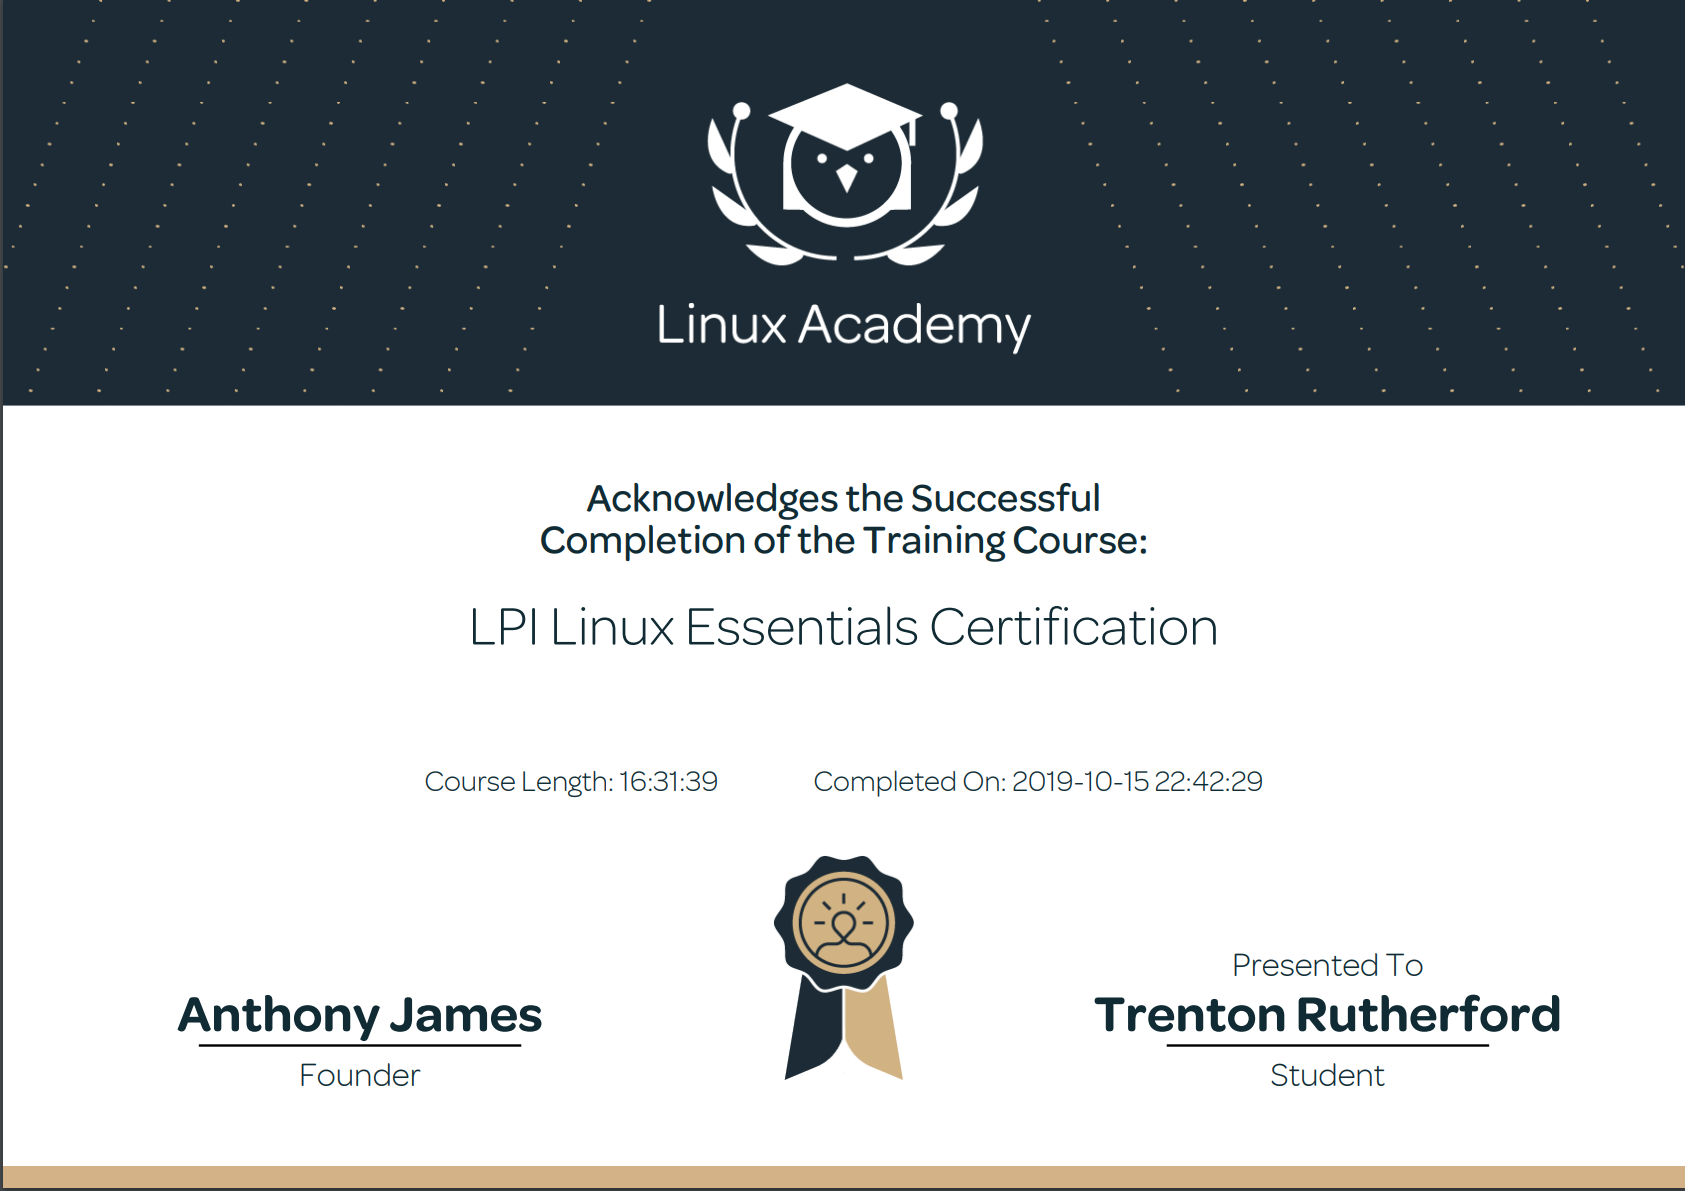 Linux Academy
Acknowledges the Successful
Completion of the Training Course:
LPI Linux Essentials Certification
Course Length: 16:31:39
Completed On: 2019-10-15 22:42:29
Anthony James
Founder
Presented To
Trenton Rutherford
Student